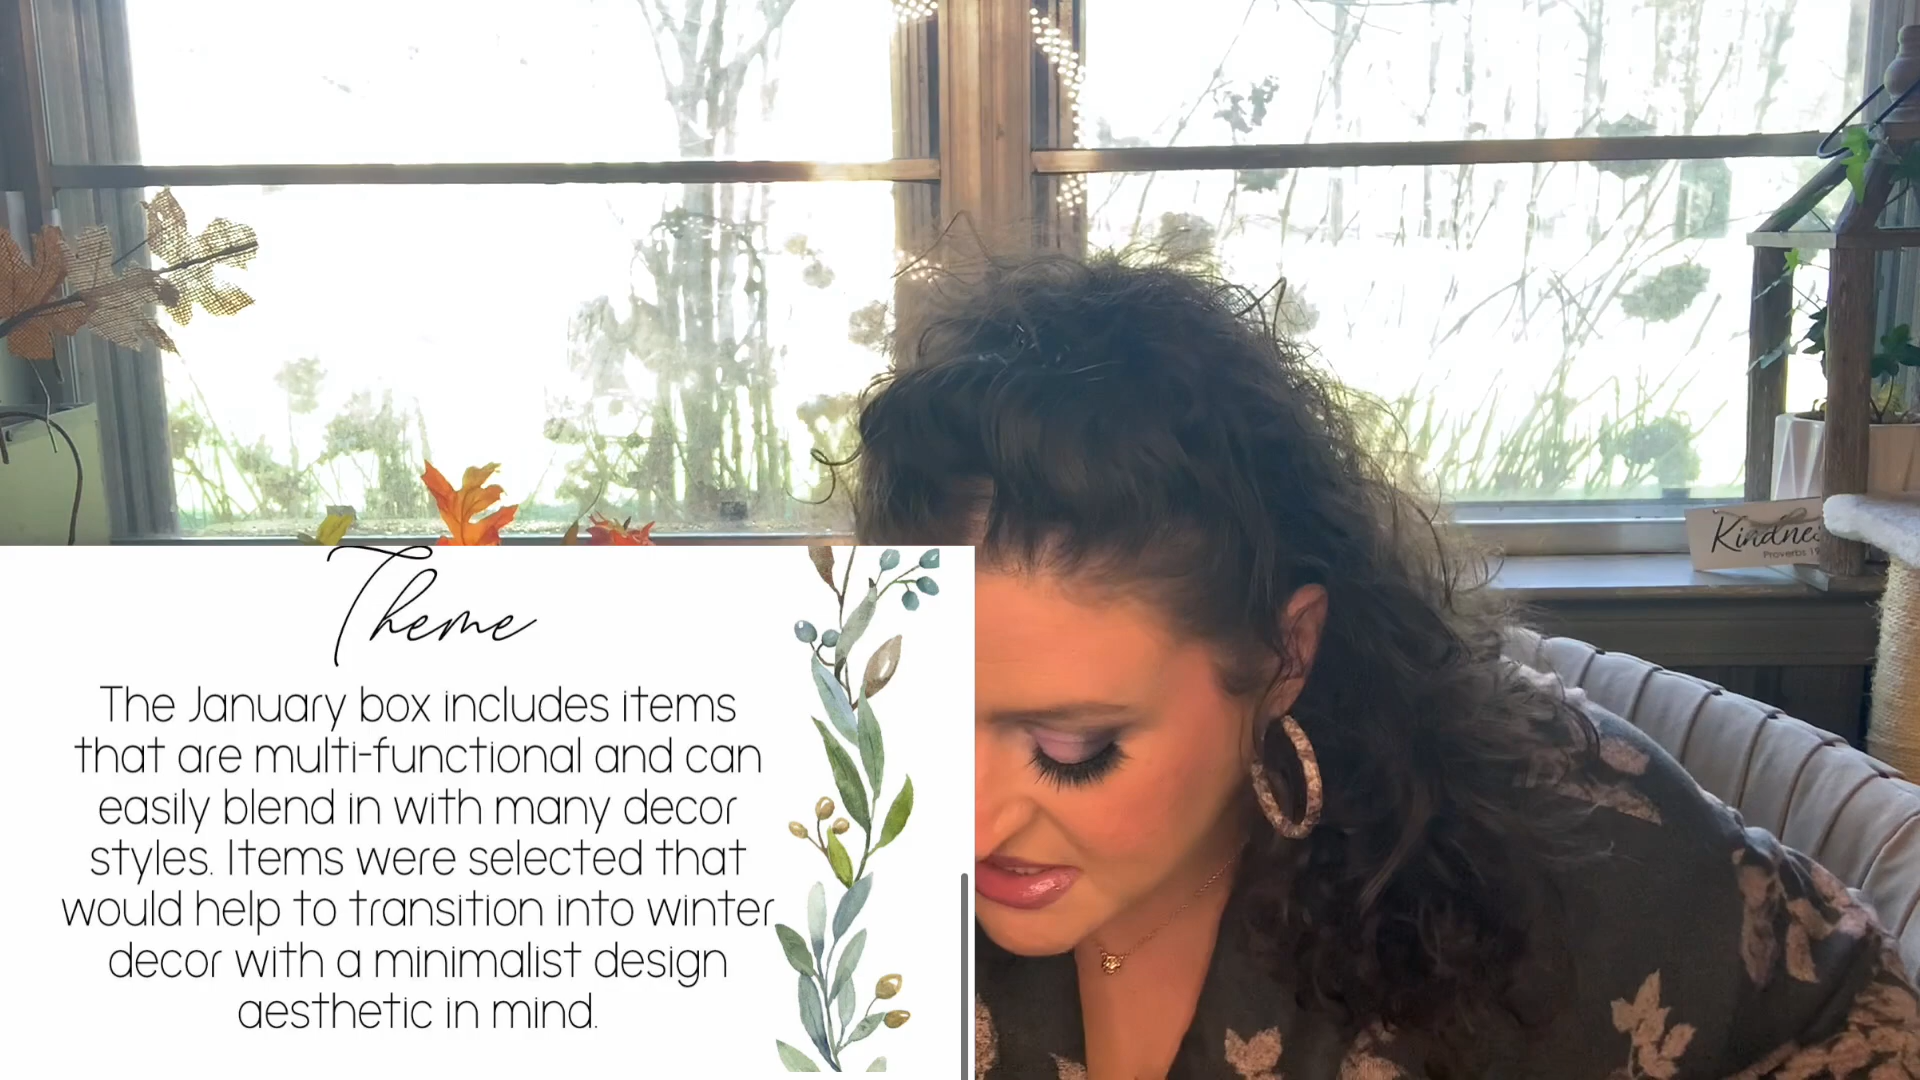 Theme
The January box includes items
that are multi-functional and can
easily blend in with many decor
styles. Items were selected that
would help to transition into winter
decor with a minimalist design
aesthetic in mind.
Proverbs